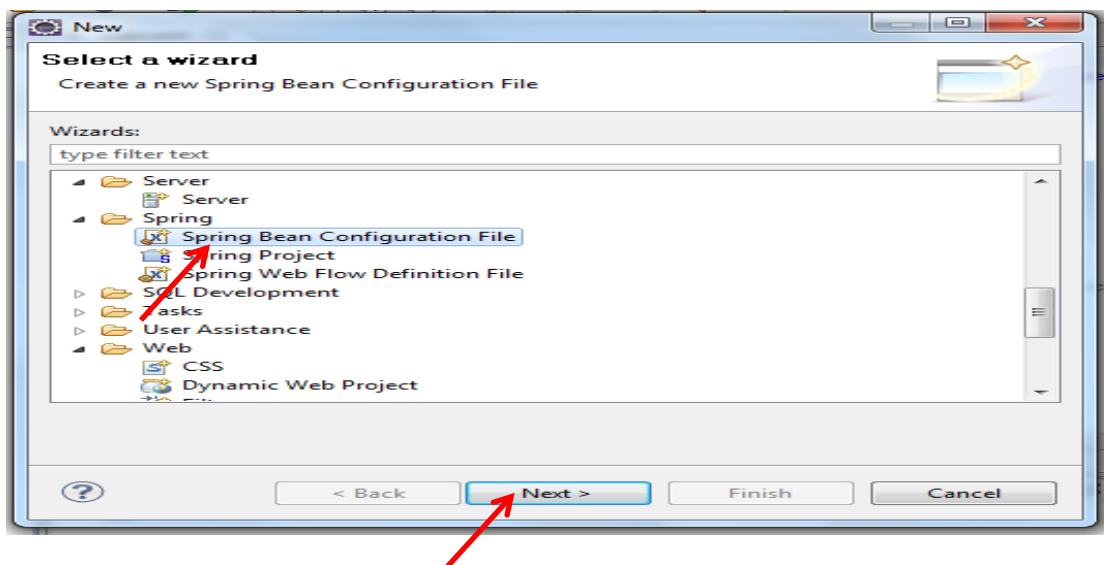 New
Select a wizard
Create a new Spring Bean Configuration File
Wizards:
type filter text
Server
Server
Spring
Spring Bean Configuration File
Spring Project
Spring Web Flow Definition File
SQL Development
Tasks
User Assistance
Web
CSS
Dynamic Web Project
? < Back Next > Finish Cancel